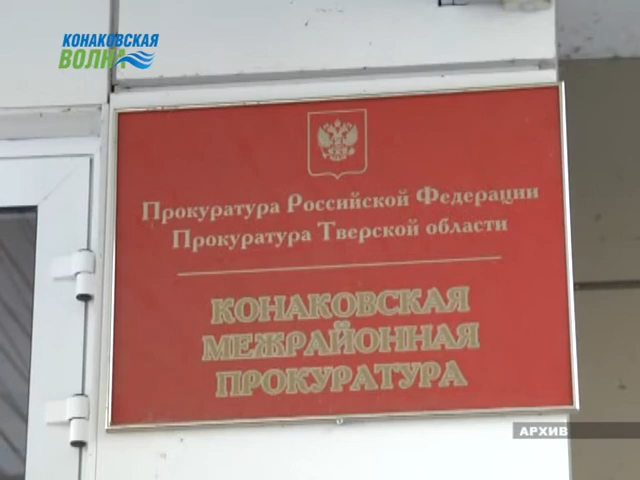 КОНАКОВСКАЯ
ВОЛНА
Прокуратура Российской Федерации
Прокуратура Тверской области
КОНАКОВСКАЯ
МЕЖРАЙОННАЯ
ПРОКУРАТУРА
АРХИВ